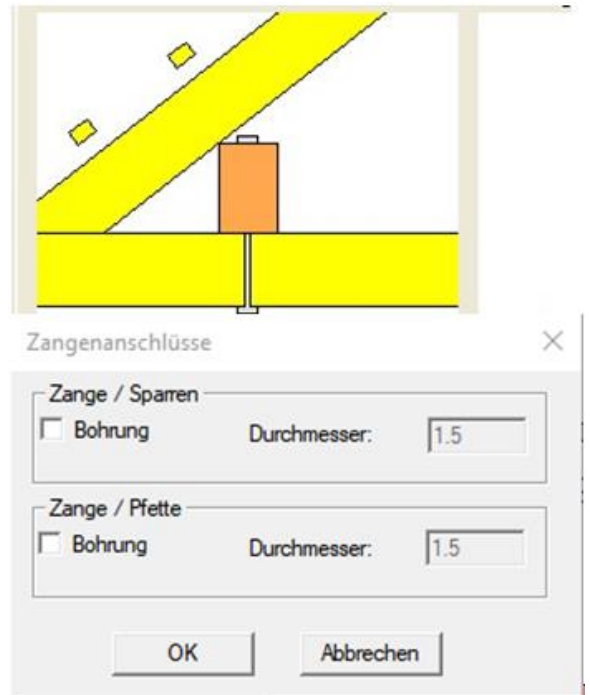 Zangenanschlüsse
Zange / Sparren
Bohrung Durchmesser: 1.5
Zange / Pfette
Bohrung Durchmesser: 1.5
OK Abbrechen